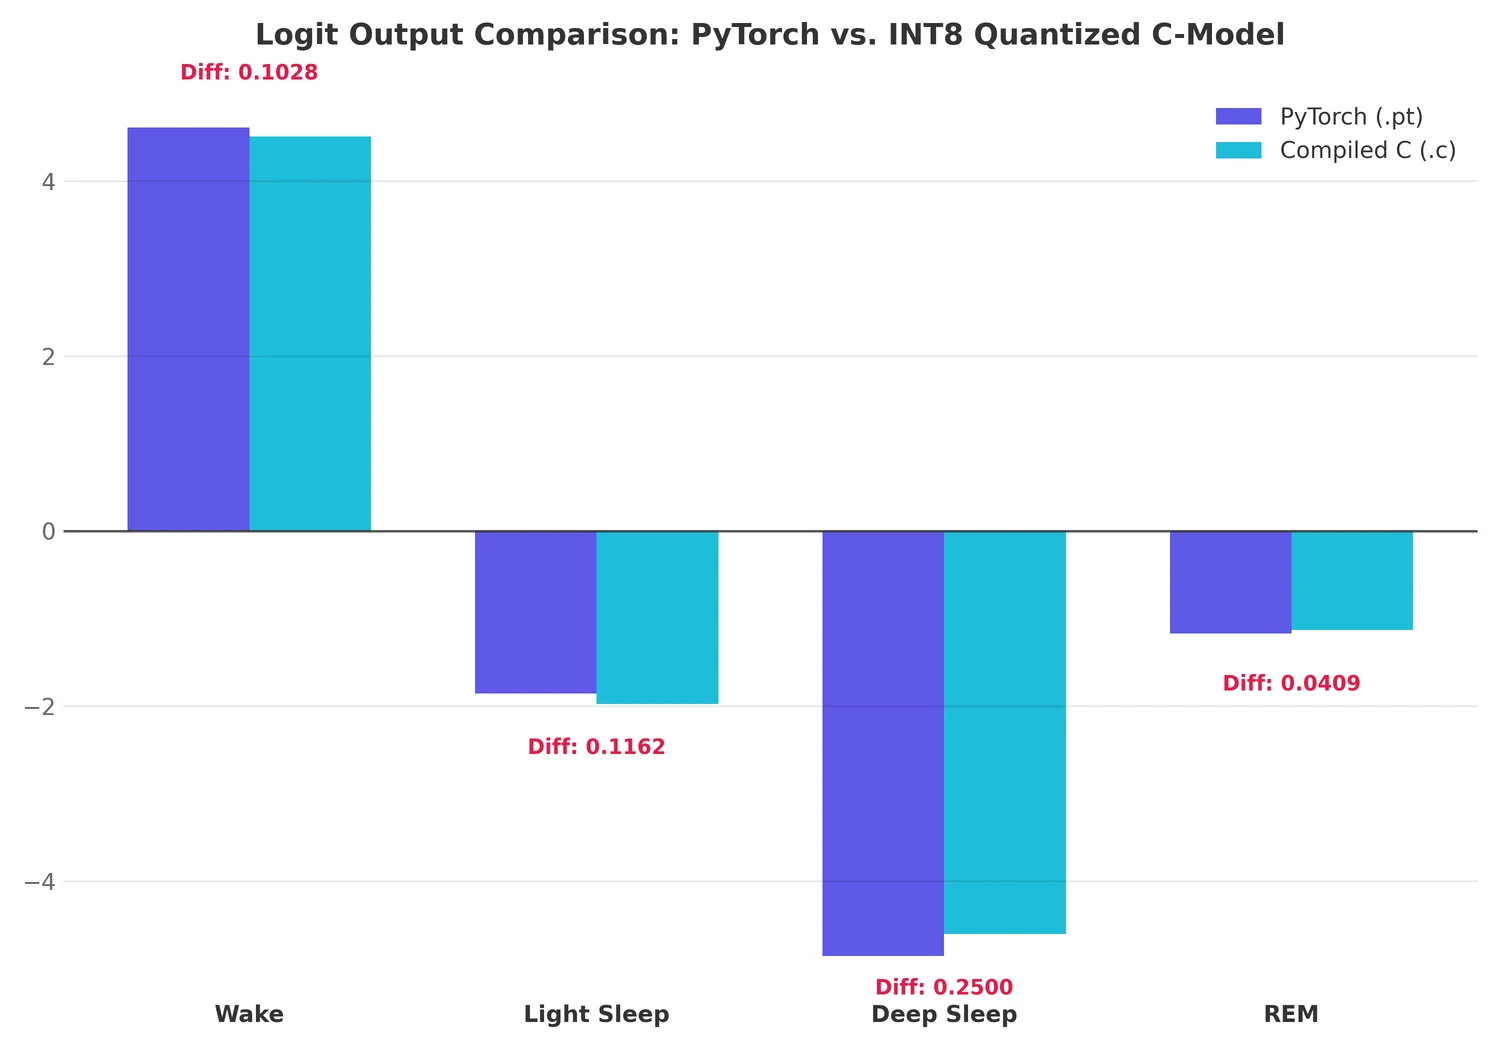 Logit Output Comparison: PyTorch vs. INT8 Quantized C-Model
Diff: 0.1028
PyTorch (.pt)
Compiled C (.c)
4
2
0
−2
−4
Diff: 0.1162
Diff: 0.2500
Diff: 0.0409
Wake
Light Sleep
Deep Sleep
REM